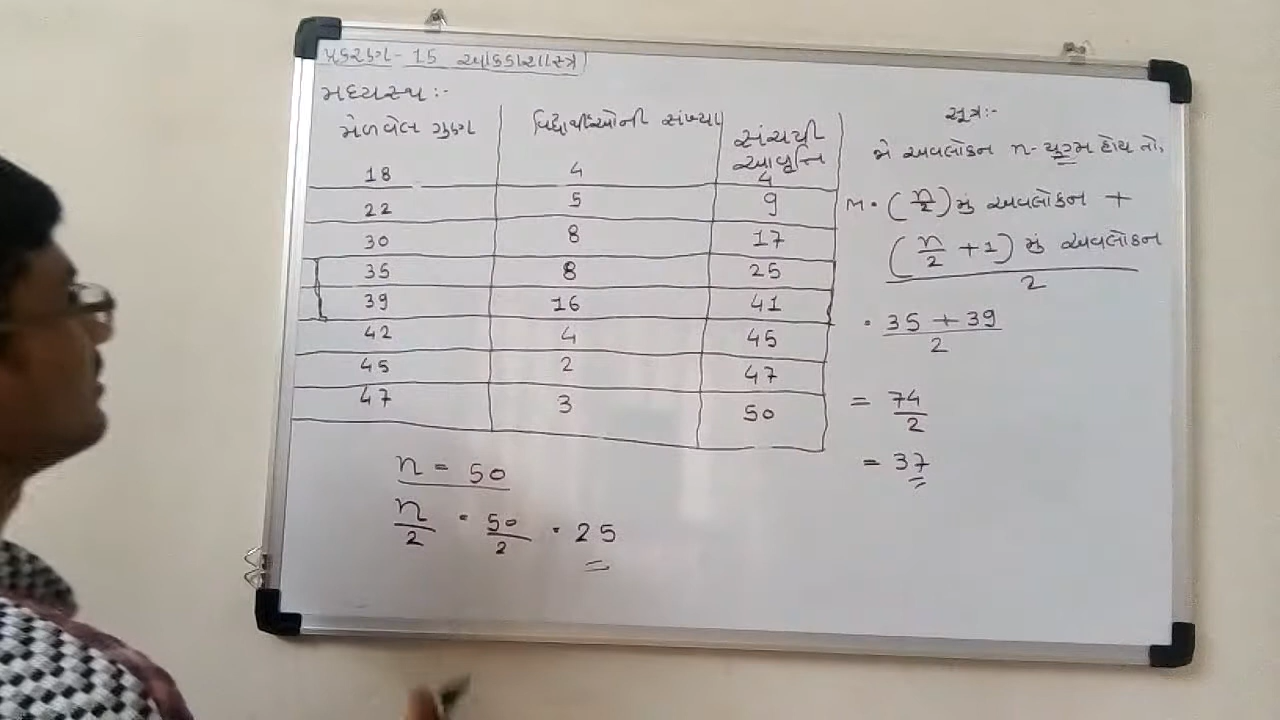 પ્રકરણ - 15 આંકડાશાસ્ત્ર
મધ્યસ્થ :-
મેળવેલ ગુણ વિદ્યાર્થીઓની સંખ્યા સંચયી આવૃત્તિ
18 4 4
22 5 9
30 8 17
35 8 25
39 16 41
42 4 45
45 2 47
47 3 50
n = 50
n/2 = 50/2 = 25
સૂત્ર :-
જો અવલોકન n - યુગ્મ હોય તો,
M = (n/2) મું અવલોકન +
(n/2 + 1) મું અવલોકન
2
= 35 + 39
2
= 74/2
= 37